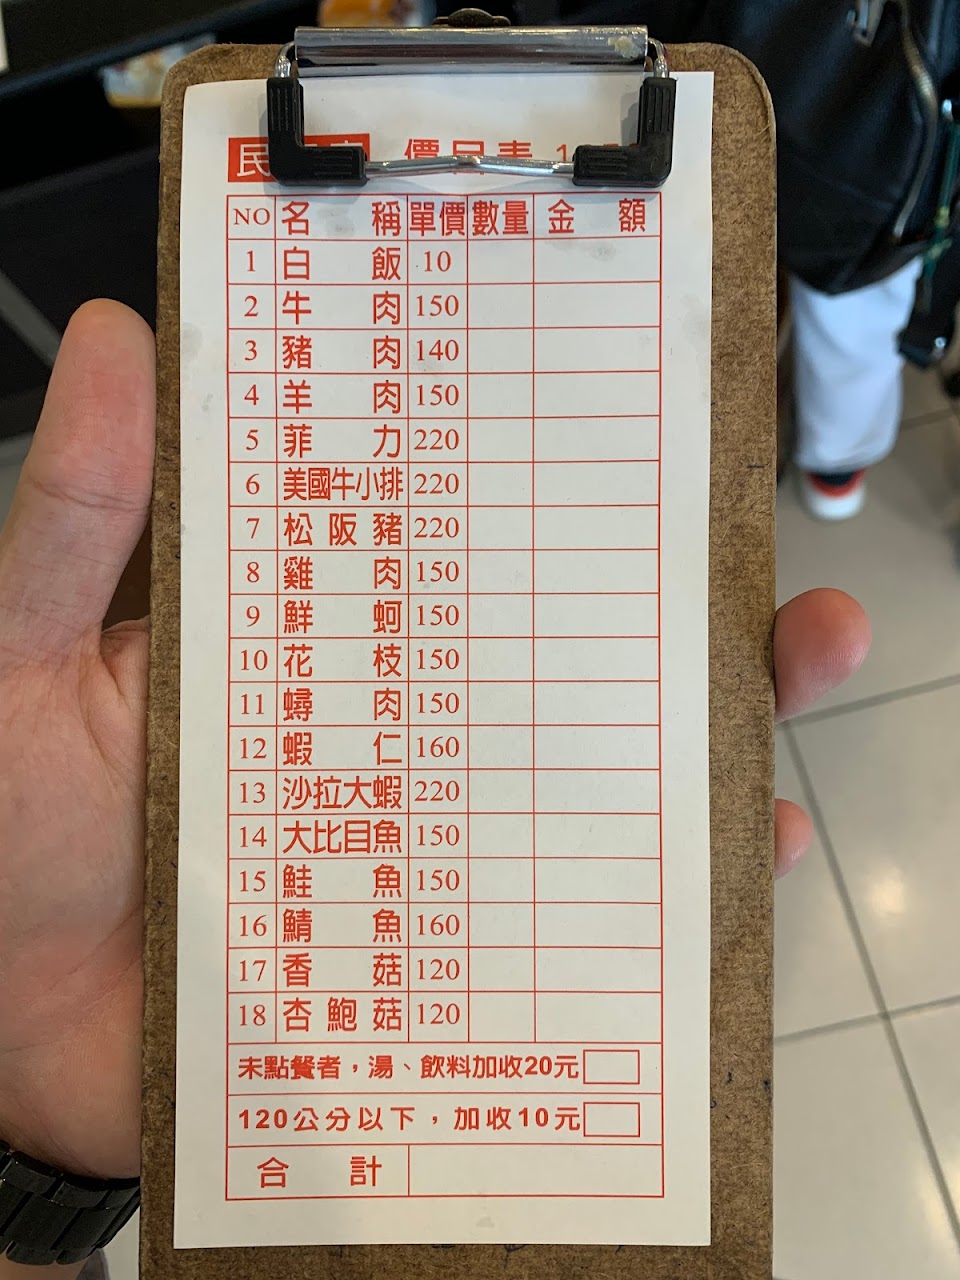 民
價目表 1
NO 名稱 單價 數量 金額
1 白飯 10
2 牛肉 150
3 豬肉 140
4 羊肉 150
5 菲力 220
6 美國牛小排 220
7 松阪豬 220
8 雞肉 150
9 鮮蚵 150
10 花枝 150
11 蟳肉 150
12 蝦仁 160
13 沙拉大蝦 220
14 大比目魚 150
15 鮭魚 150
16 鯖魚 160
17 香菇 120
18 杏鮑菇 120
未點餐者，湯、飲料加收20元
120公分以下，加收10元
合計